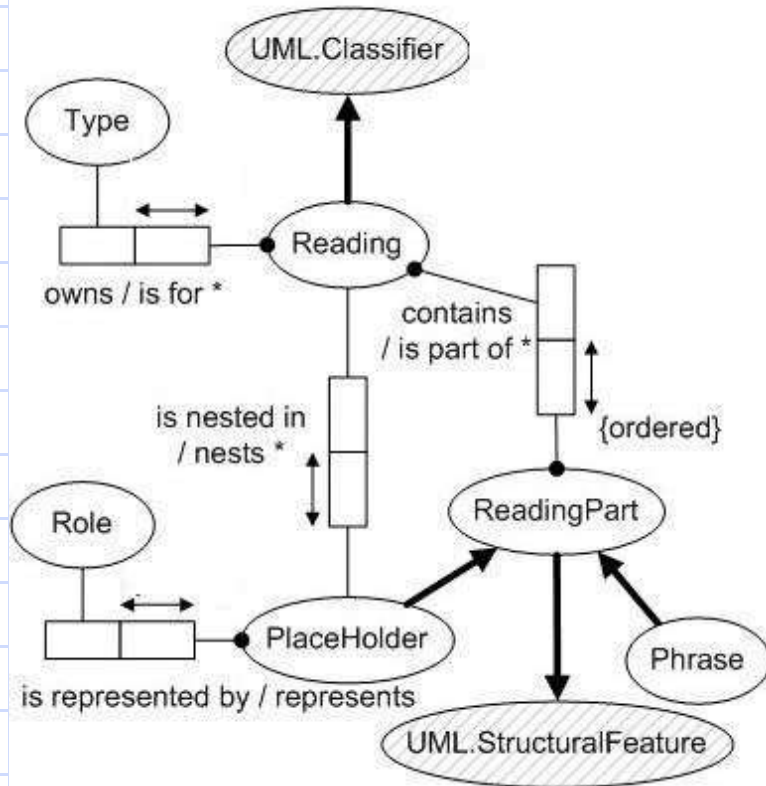 UML.Classifier
Type
Reading
owns / is for *
contains
/ is part of *
is nested in
/ nests *
{ordered}
Role
ReadingPart
PlaceHolder
Phrase
is represented by / represents
UML.StructuralFeature